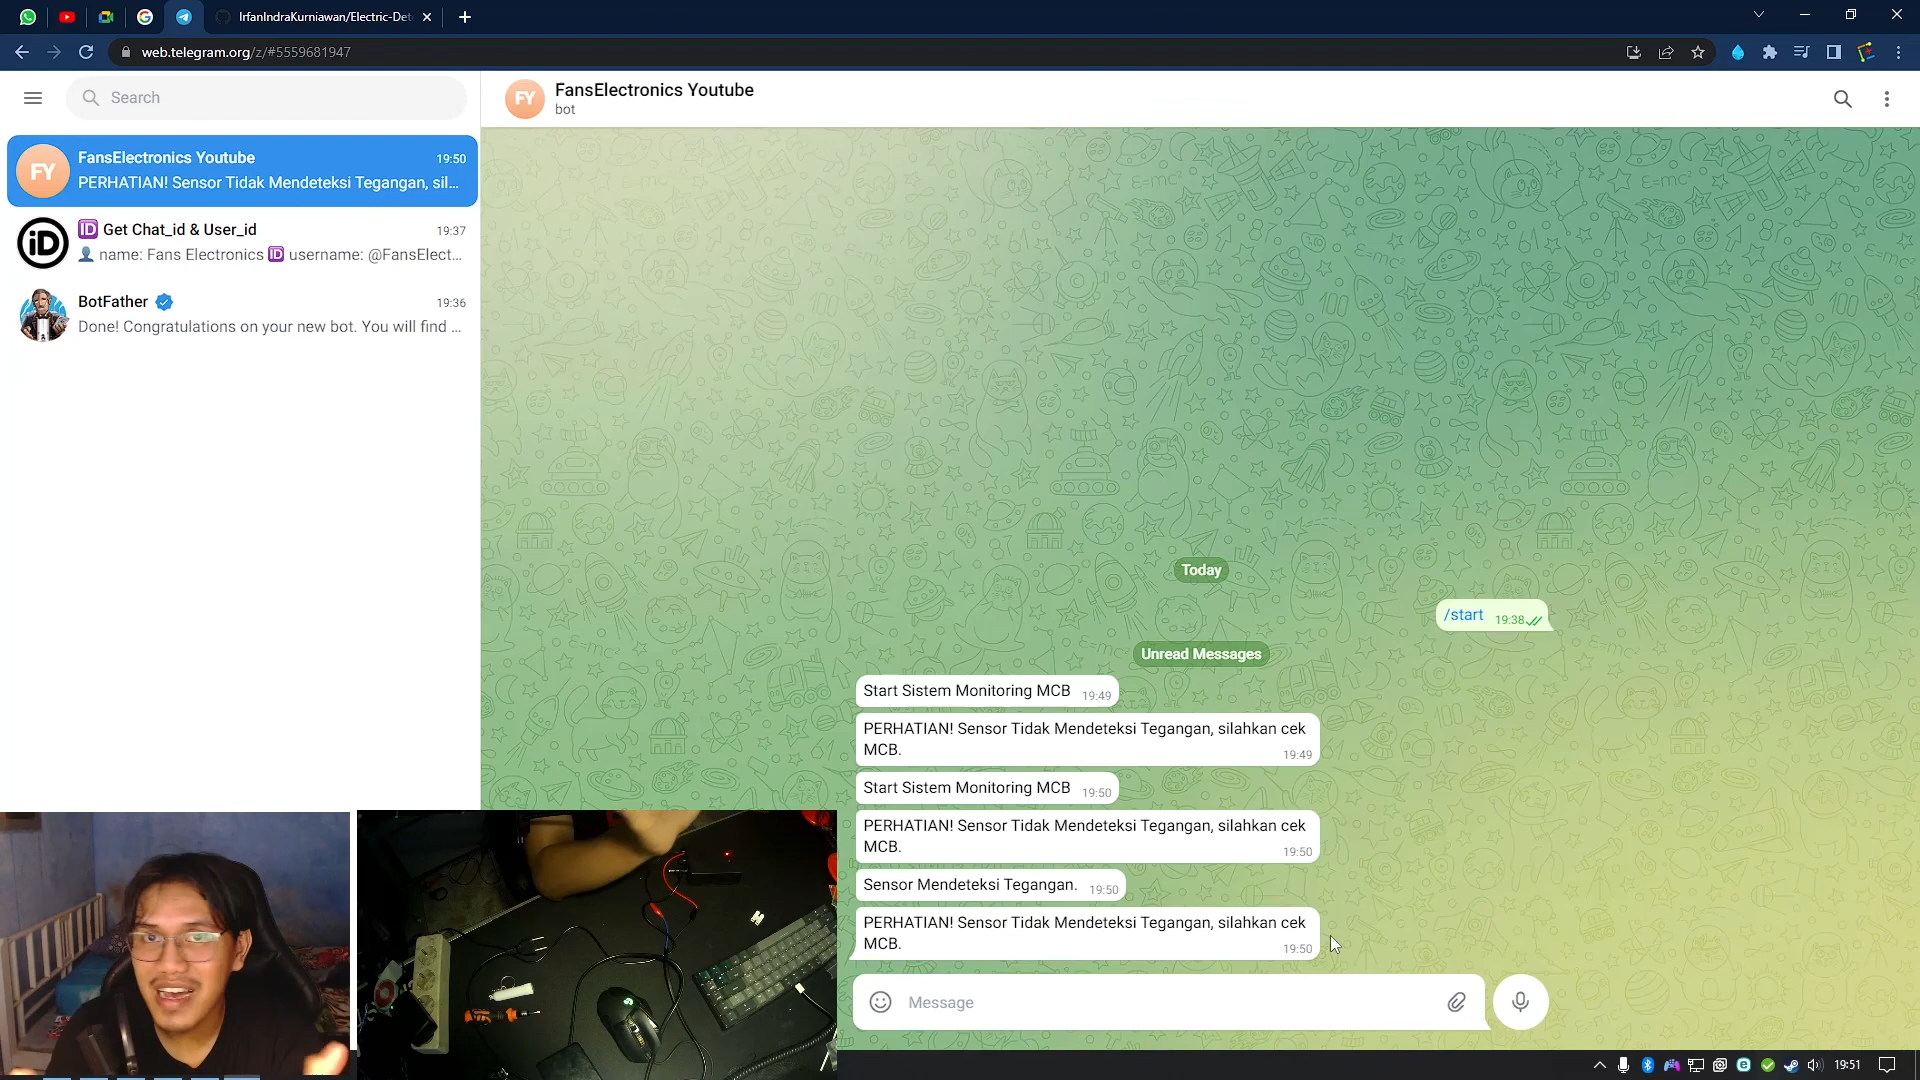 IrfanIndraKurniawan/Electric-Det
web.telegram.org/z/#5559681947
Search
FY
FansElectronics Youtube
bot
FY
FansElectronics Youtube
19:50
PERHATIAN! Sensor Tidak Mendeteksi Tegangan, sil...
iD
ID Get Chat_id & User_id
19:37
👤 name: Fans Electronics ID username: @FansElect...
BotFather
19:36
Done! Congratulations on your new bot. You will find ...
Today
/start 19:38
Unread Messages
Start Sistem Monitoring MCB 19:49
PERHATIAN! Sensor Tidak Mendeteksi Tegangan, silahkan cek
MCB. 19:49
Start Sistem Monitoring MCB 19:50
PERHATIAN! Sensor Tidak Mendeteksi Tegangan, silahkan cek
MCB. 19:50
Sensor Mendeteksi Tegangan. 19:50
PERHATIAN! Sensor Tidak Mendeteksi Tegangan, silahkan cek
MCB. 19:50
Message
19:51